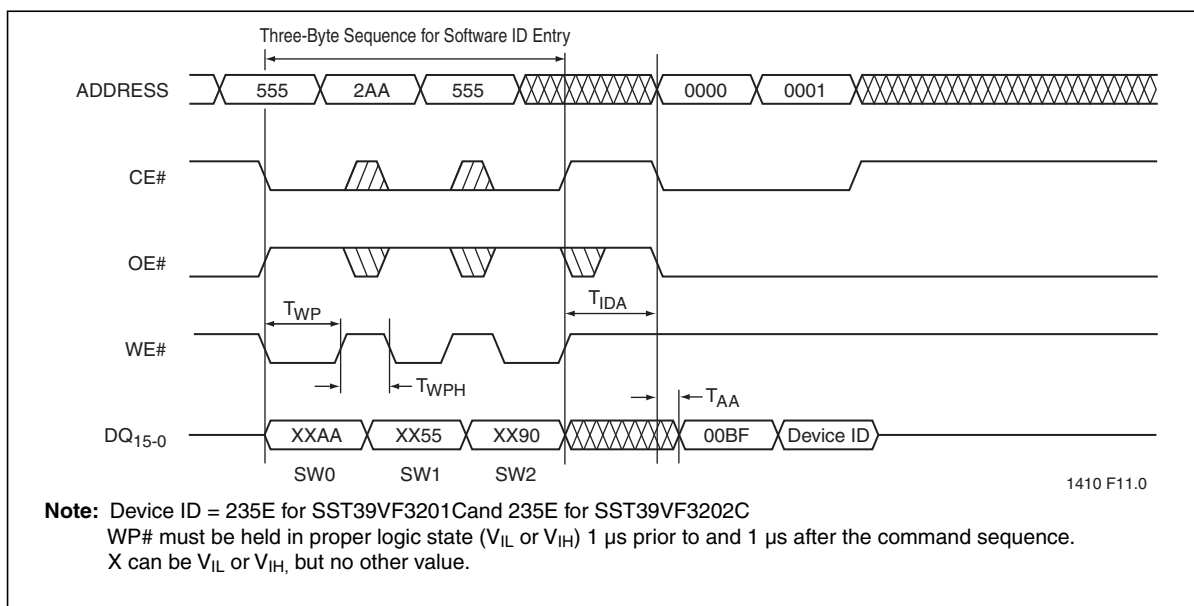 Three-Byte Sequence for Software ID Entry
ADDRESS 555 2AA 555 0000 0001
CE#
OE#
TWP TIDA
WE#
TWPH TAA
DQ15-0 XXAA XX55 XX90 00BF Device ID
SW0 SW1 SW2
1410 F11.0
Note: Device ID = 235E for SST39VF3201Cand 235E for SST39VF3202C
WP# must be held in proper logic state (VIL or VIH) 1 µs prior to and 1 µs after the command sequence.
X can be VIL or VIH, but no other value.